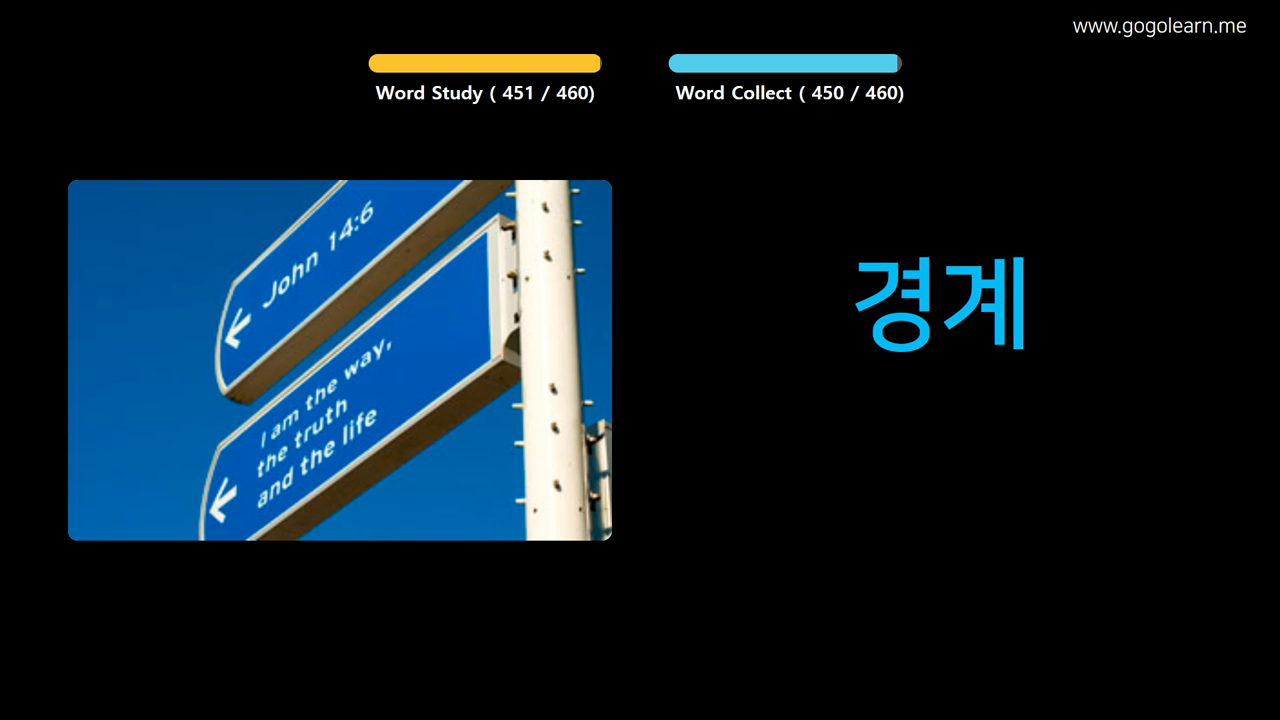 www.gogolearn.me
Word Study ( 451 / 460)
Word Collect ( 450 / 460)
John 14:6
I am the way,
the truth
and the life
경계